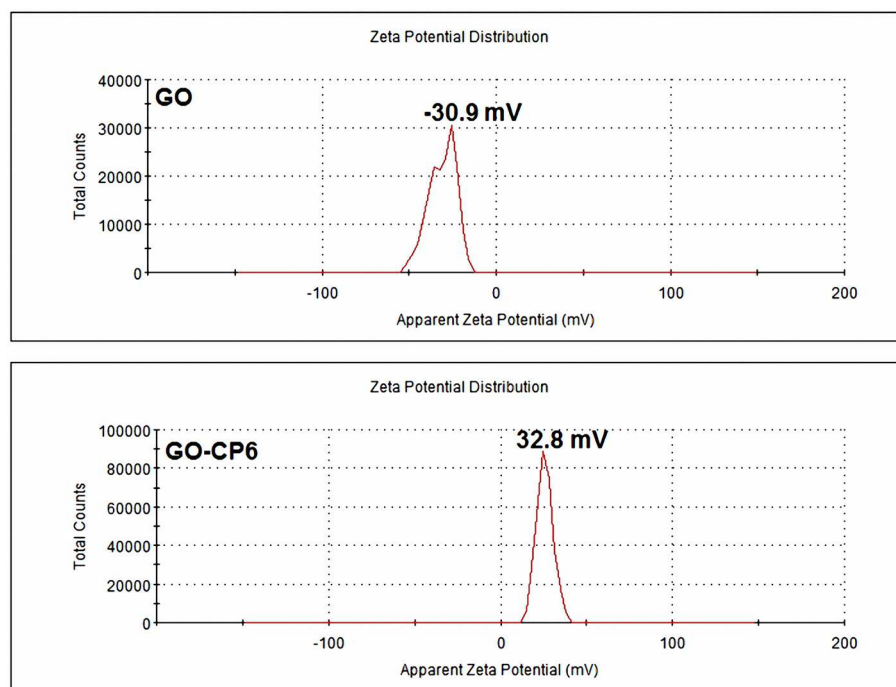 Zeta Potential Distribution
GO
-30.9 mV
Total Counts
40000
30000
20000
10000
0
-100 0 100 200
Apparent Zeta Potential (mV)
Zeta Potential Distribution
GO-CP6
32.8 mV
Total Counts
100000
80000
60000
40000
20000
0
-100 0 100 200
Apparent Zeta Potential (mV)